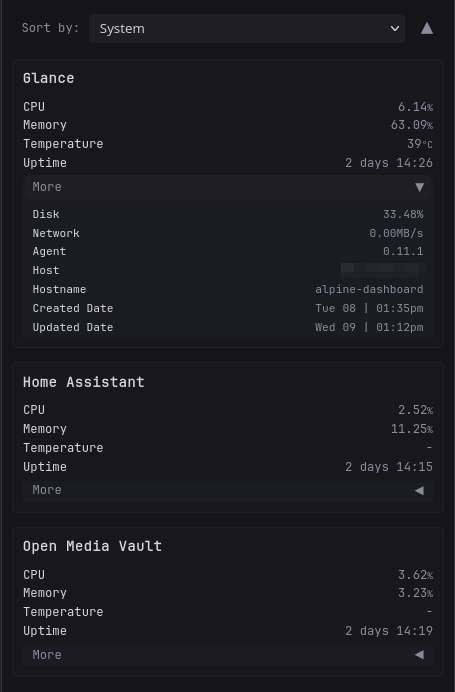 Sort by: System ▲
Glance
CPU 6.14%
Memory 63.09%
Temperature 39°C
Uptime 2 days 14:26
More ▼
Disk 33.48%
Network 0.00MB/s
Agent 0.11.1
Host
Hostname alpine-dashboard
Created Date Tue 08 | 01:35pm
Updated Date Wed 09 | 01:12pm
Home Assistant
CPU 2.52%
Memory 11.25%
Temperature -
Uptime 2 days 14:15
More ◀
Open Media Vault
CPU 3.62%
Memory 3.23%
Temperature -
Uptime 2 days 14:19
More ◀